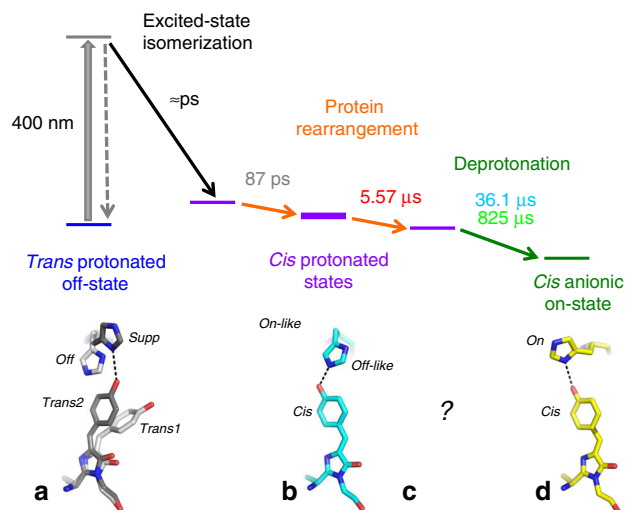 Excited-state
isomerization
400 nm
≈ps
Protein
rearrangement
87 ps
5.57 μs
Deprotonation
36.1 μs
825 μs
Trans protonated
off-state
Cis protonated
states
Cis anionic
on-state
Supp
Off
Trans2
Trans1
On-like
Off-like
Cis
?
On
Cis
a
b
c
d